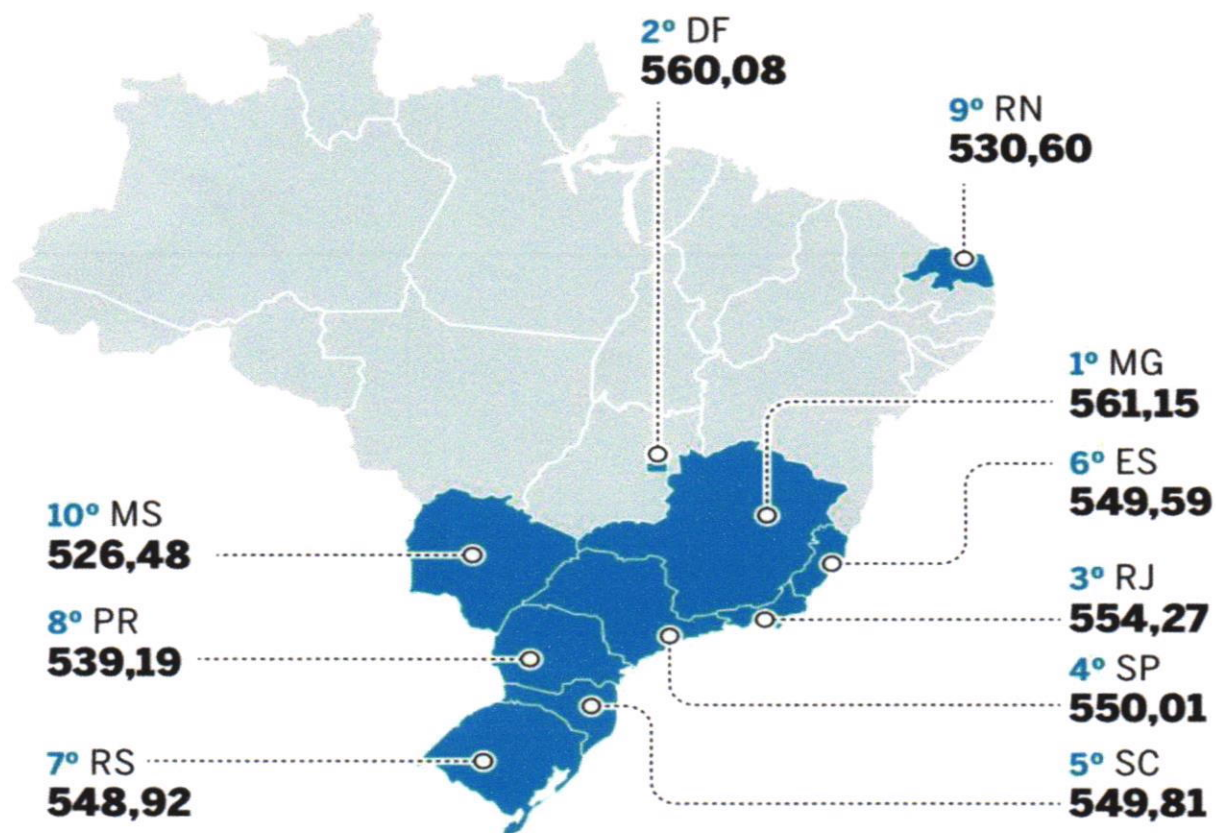 2º DF
560,08
9º RN
530,60
1º MG
561,15
6º ES
549,59
10º MS
526,48
3º RJ
554,27
8º PR
539,19
4º SP
550,01
7º RS
548,92
5º SC
549,81